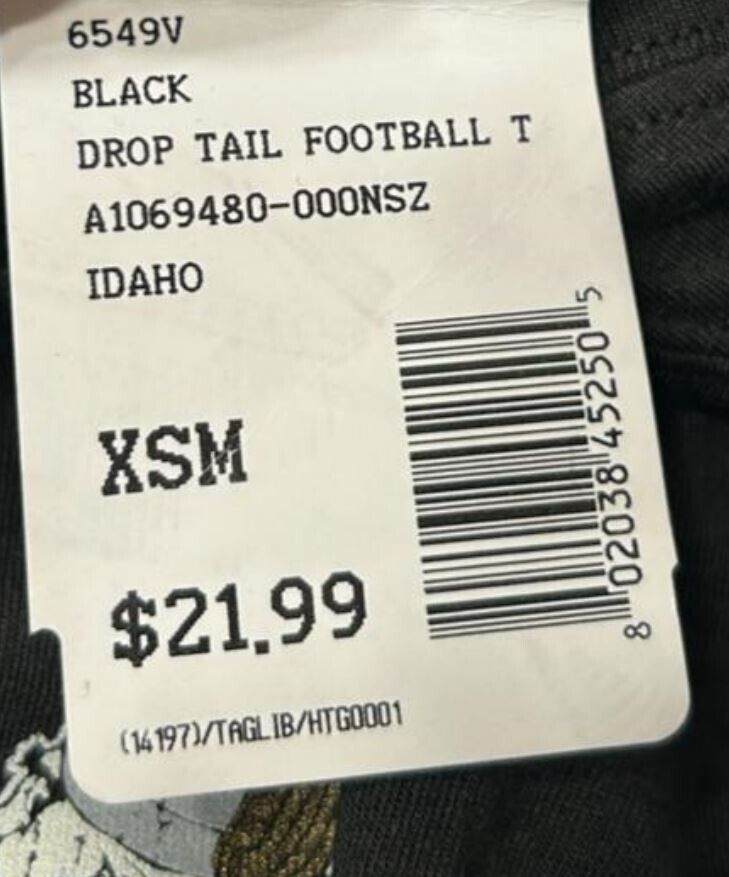 6549V
BLACK
DROP TAIL FOOTBALL T
A1069480-000NSZ
IDAHO
XSM
$21.99
(14197)/TAGLIB/HTG0001
8 02038 45250 5